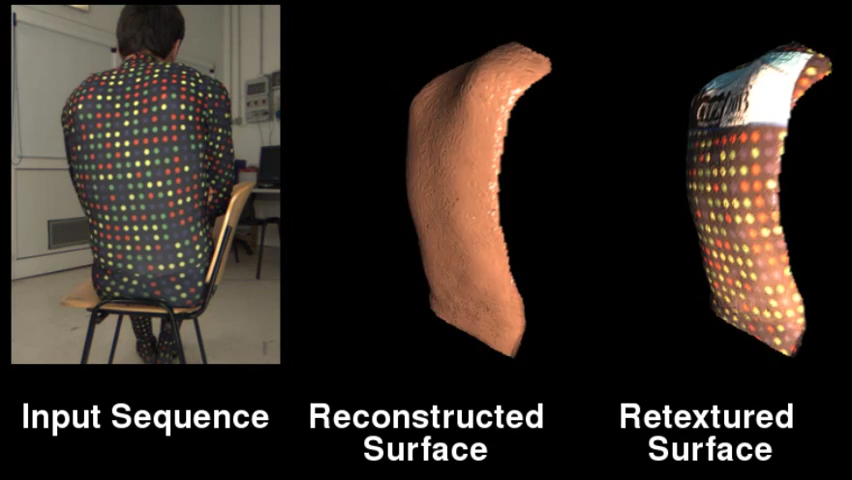 Input Sequence
Reconstructed
Surface
Retextured
Surface